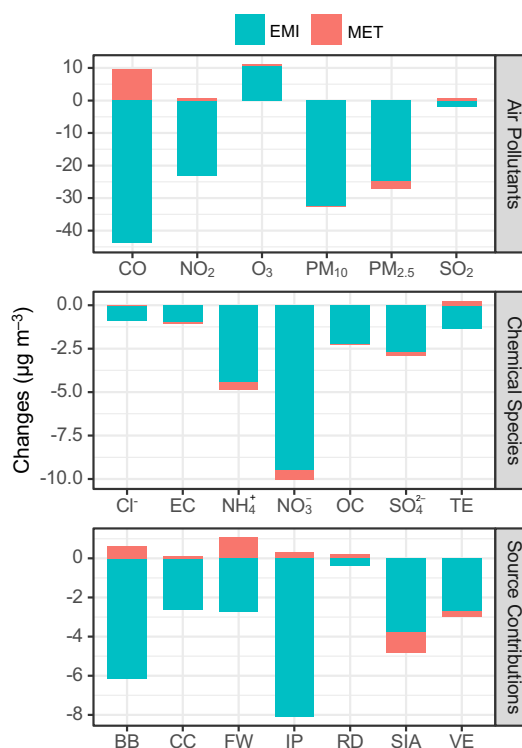 EMI MET
Changes (μg m⁻³)
10
0
-10
-20
-30
-40
CO NO₂ O₃ PM₁₀ PM₂.₅ SO₂
Air Pollutants
0.0
-2.5
-5.0
-7.5
-10.0
Cl⁻ EC NH₄⁺ NO₃⁻ OC SO₄²⁻ TE
Chemical Species
0
-2
-4
-6
-8
BB CC FW IP RD SIA VE
Source Contributions